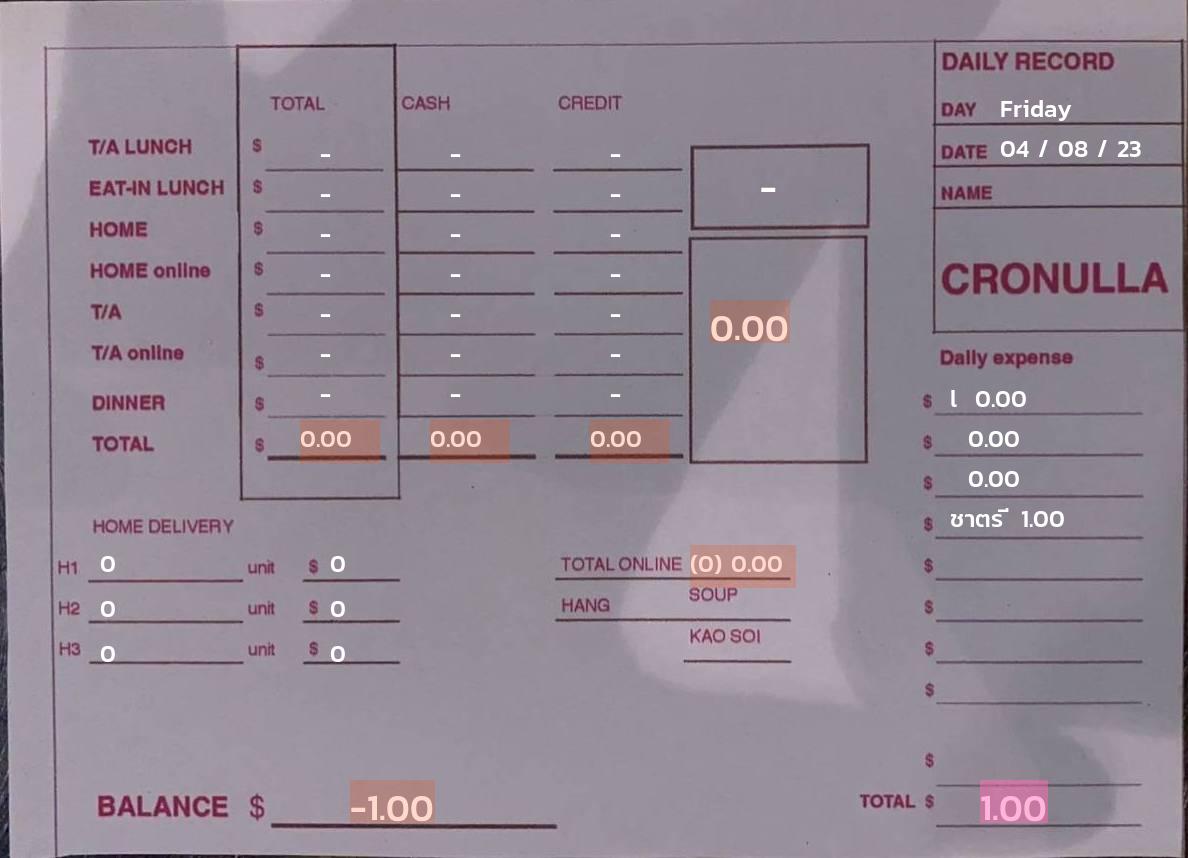 DAILY RECORD
TOTAL CASH CREDIT
DAY Friday
T/A LUNCH $ - - -
DATE 04 / 08 / 23
EAT-IN LUNCH $ - - - -
NAME
HOME $ - - -
HOME online $ - - -
CRONULLA
T/A $ - - -
0.00
T/A online $ - - -
Daily expense
DINNER $ - - -
$ l 0.00
TOTAL $ 0.00 0.00 0.00
$ 0.00
$ 0.00
$ ชาตรี 1.00
HOME DELIVERY
H1 0 unit $ 0
TOTAL ONLINE (0) 0.00
$
H2 0 unit $ 0
HANG SOUP
$
H3 0 unit $ 0
KAO SOI
$
$
$
BALANCE $ -1.00
TOTAL $ 1.00